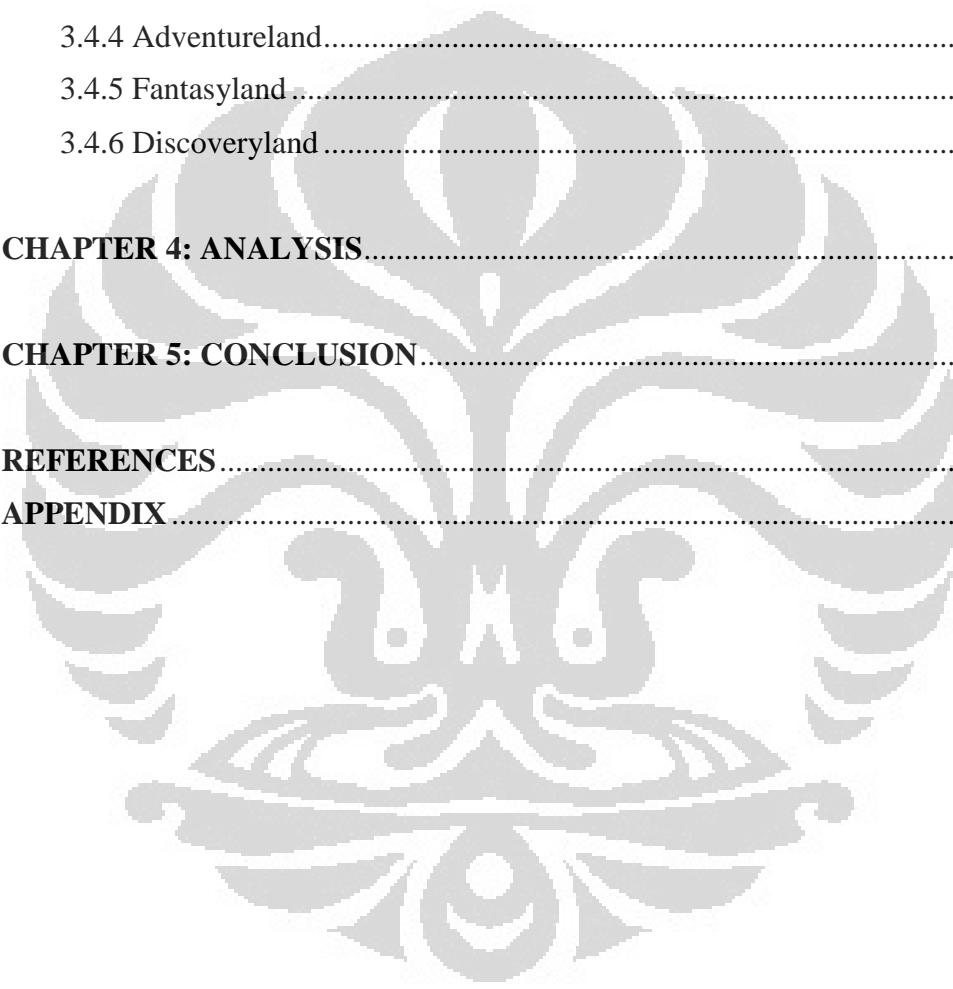 3.4.4 Adventureland................................................................................
3.4.5 Fantasyland....................................................................................
3.4.6 Discoveryland................................................................................
CHAPTER 4: ANALYSIS...........................................................................
CHAPTER 5: CONCLUSION....................................................................
REFERENCES.............................................................................................
APPENDIX...................................................................................................